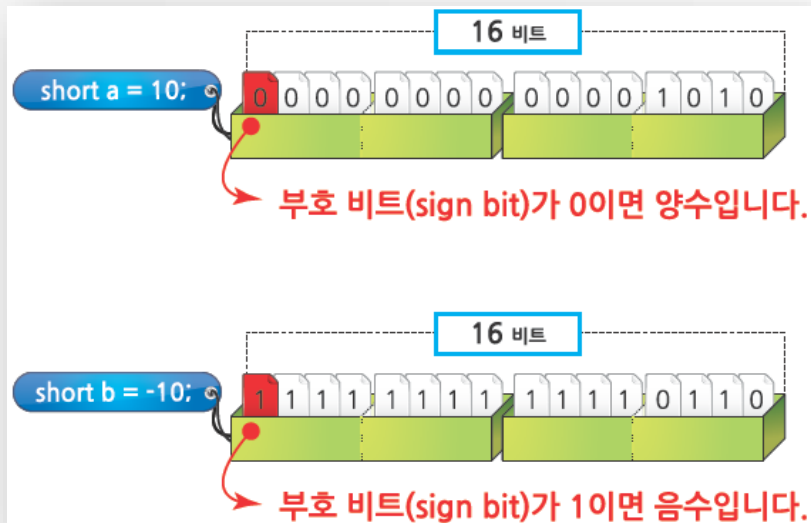 16 비트
short a = 10; 0 0 0 0 0 0 0 0 0 0 0 0 1 0 1 0
부호 비트(sign bit)가 0이면 양수입니다.
16 비트
short b = -10; 1 1 1 1 1 1 1 1 1 1 1 1 0 1 1 0
부호 비트(sign bit)가 1이면 음수입니다.